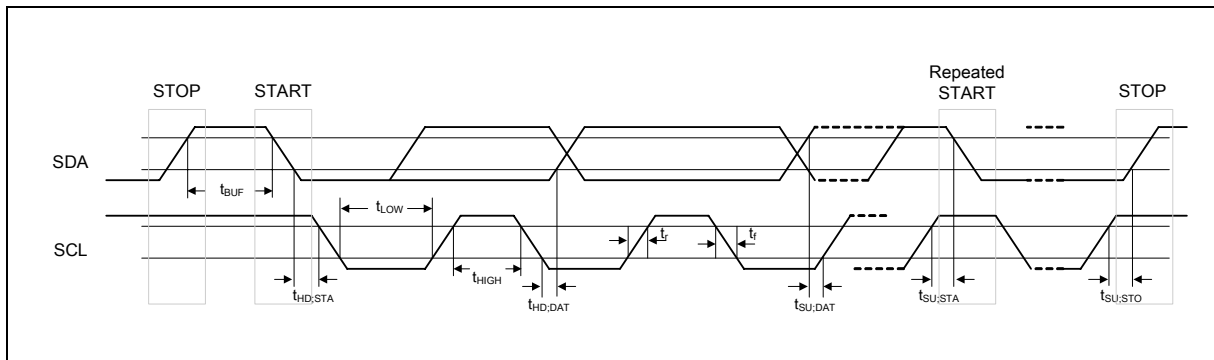 STOP
START
Repeated
START
STOP
SDA
tBUF
tLOW
SCL
tr
tf
tHIGH
tHD;STA
tHD;DAT
tSU;DAT
tSU;STA
tSU;STO